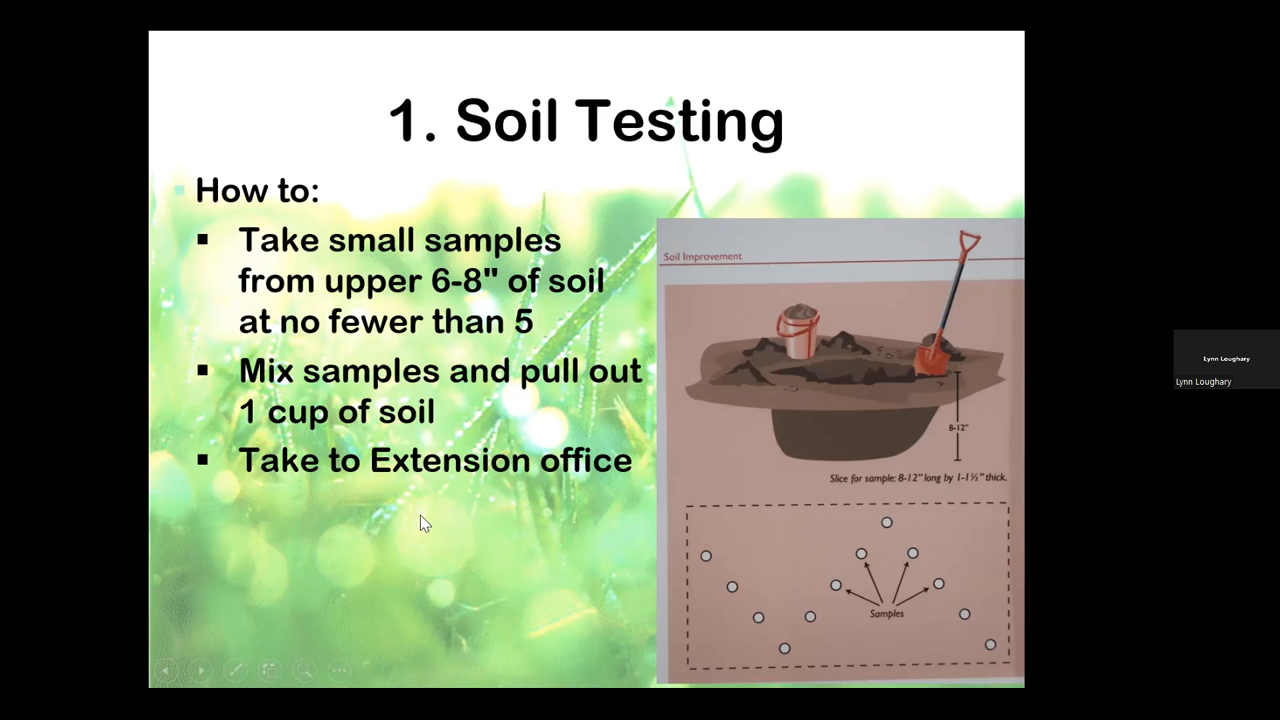 1. Soil Testing
How to:
Take small samples
from upper 6-8" of soil
at no fewer than 5
Mix samples and pull out
1 cup of soil
Take to Extension office
Soil Improvement
8-12"
Slice for sample: 8-12" long by 1-1½" thick.
Samples
Lynn Loughary
Lynn Loughary